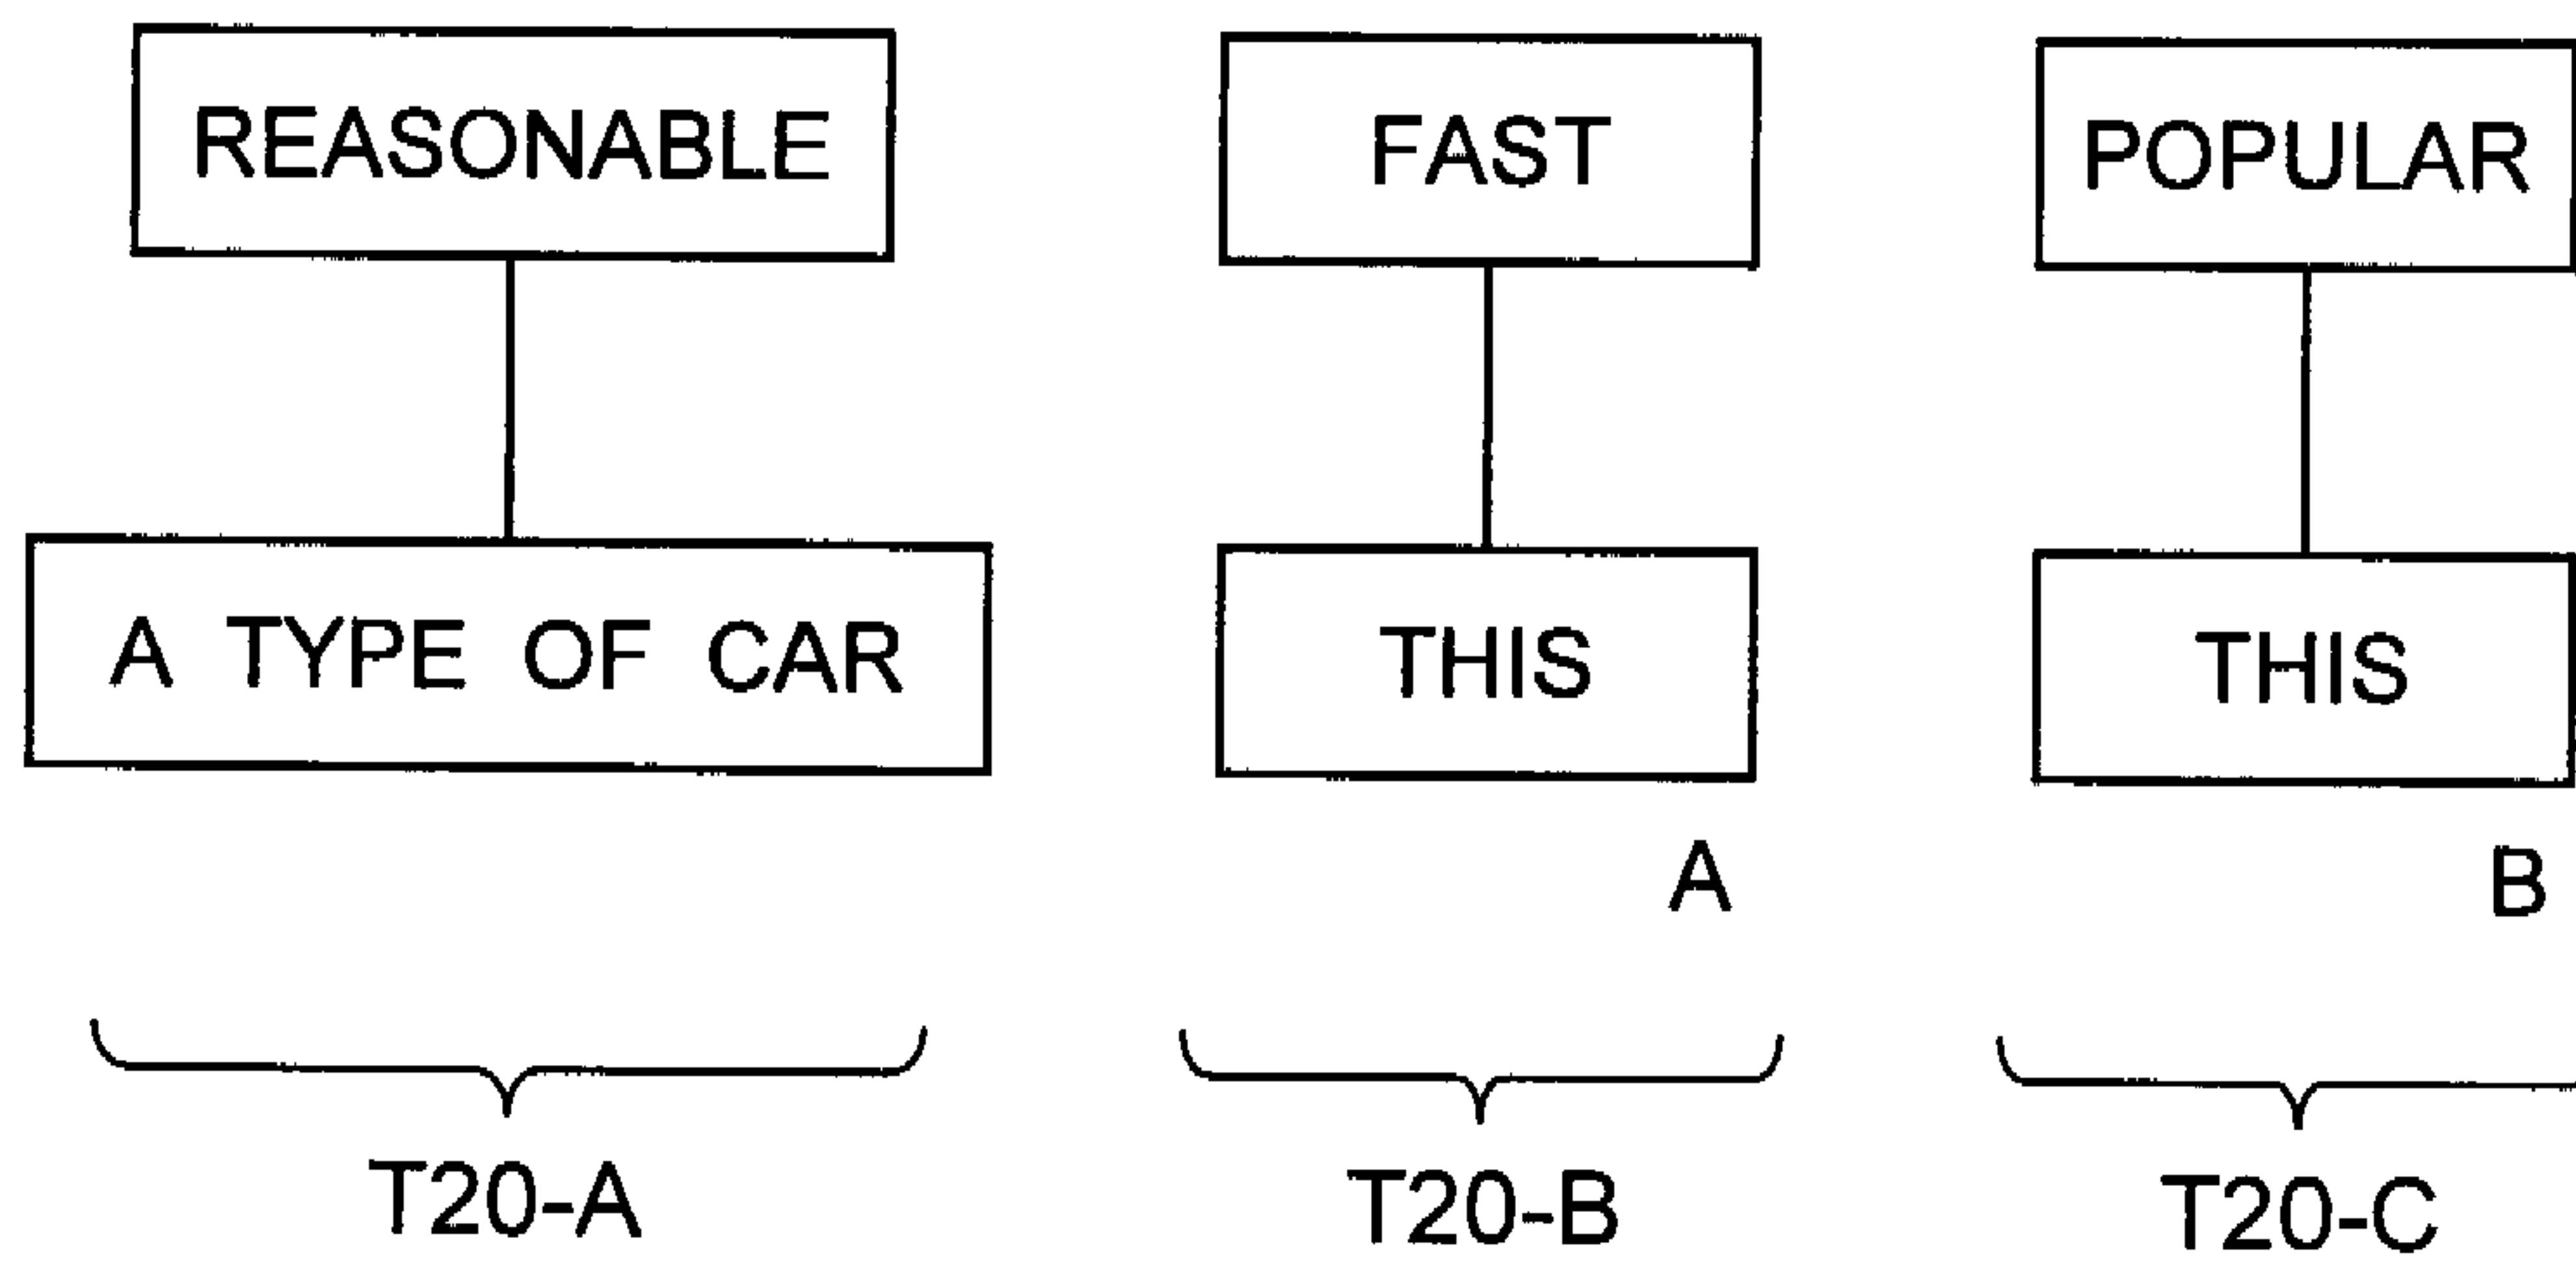 REASONABLE FAST POPULAR
A TYPE OF CAR THIS THIS
A B
T20-A T20-B T20-C